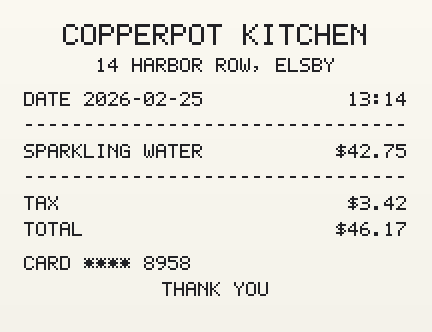 COPPERPOT KITCHEN
14 HARBOR ROW, ELSBY
DATE 2026-02-25 13:14
--------------------------------
SPARKLING WATER $42.75
--------------------------------
TAX $3.42
TOTAL $46.17
CARD **** 8958
THANK YOU